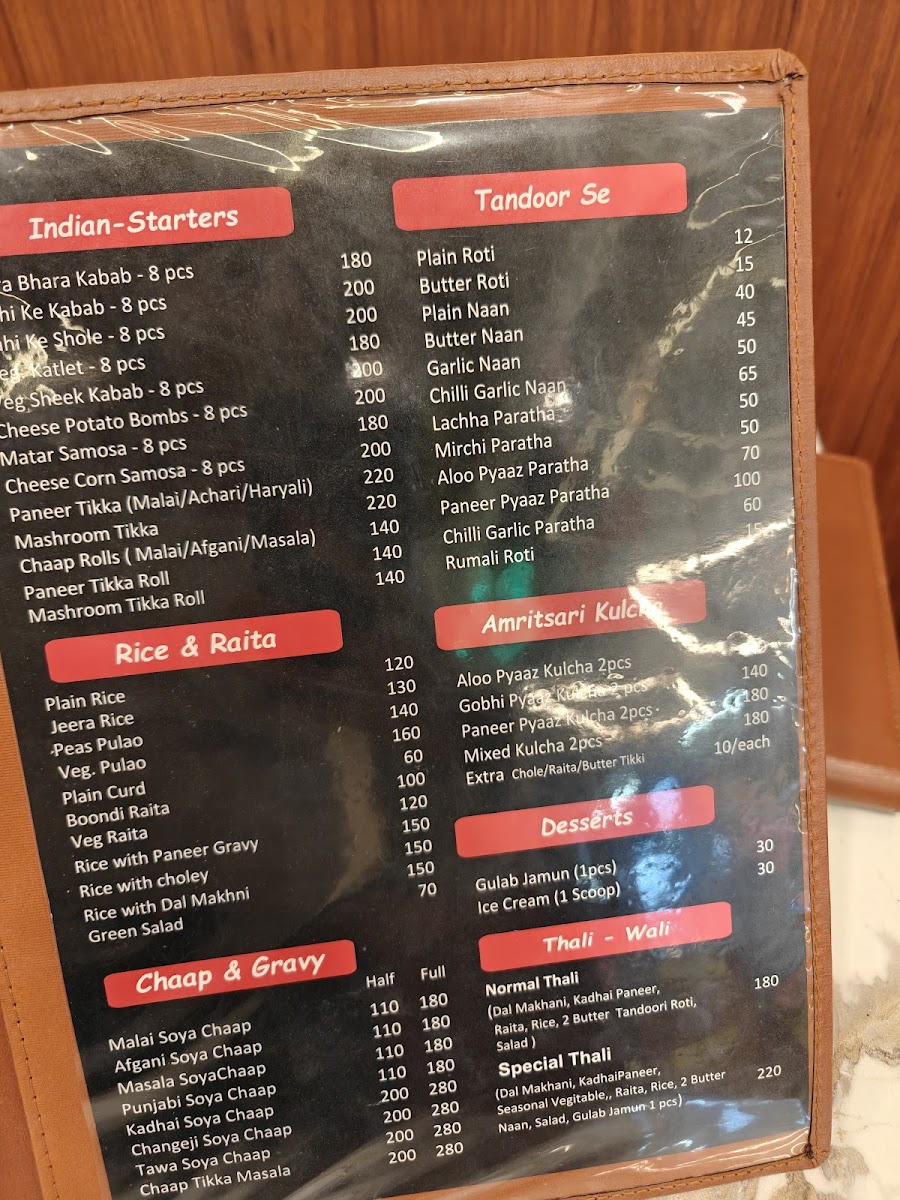 Indian-Starters
Bhara Kabab - 8 pcs 180
Ke Kabab - 8 pcs 200
Ke Shole - 8 pcs 200
Katlet - 8 pcs 180
Veg Sheek Kabab - 8 pcs 200
Cheese Potato Bombs - 8 pcs 200
Matar Samosa - 8 pcs 180
Cheese Corn Samosa - 8 pcs 200
Paneer Tikka (Malai/Achari/Haryali) 220
Mashroom Tikka 220
Chaap Rolls ( Malai/Afgani/Masala) 140
Paneer Tikka Roll 140
Mashroom Tikka Roll 140
Rice & Raita
Plain Rice 120
Jeera Rice 130
Peas Pulao 140
Veg. Pulao 160
Plain Curd 60
Boondi Raita 100
Veg Raita 120
Rice with Paneer Gravy 150
Rice with choley 150
Rice with Dal Makhni 150
Green Salad 70
Chaap & Gravy Half Full
Malai Soya Chaap 110 180
Afgani Soya Chaap 110 180
Masala SoyaChaap 110 180
Punjabi Soya Chaap 110 180
Kadhai Soya Chaap 200 280
Changeji Soya Chaap 200 280
Tawa Soya Chaap 200 280
Chaap Tikka Masala 200 280
Tandoor Se
Plain Roti 12
Butter Roti 15
Plain Naan 40
Butter Naan 45
Garlic Naan 50
Chilli Garlic Naan 65
Lachha Paratha 50
Mirchi Paratha 50
Aloo Pyaaz Paratha 70
Paneer Pyaaz Paratha 100
Chilli Garlic Paratha 60
Rumali Roti 15
Amritsari Kulcha
Aloo Pyaaz Kulcha 2pcs
Gobhi Pyaaz Kulcha 2 pcs 140
Paneer Pyaaz Kulcha 2pcs 180
Mixed Kulcha 2pcs 180
Extra Chole/Raita/Butter Tikki 10/each
Desserts
Gulab Jamun (1pcs) 30
Ice Cream (1 Scoop) 30
Thali - Wali
Normal Thali 180
(Dal Makhani, Kadhai Paneer,
Raita, Rice, 2 Butter Tandoori Roti,
Salad )
Special Thali
(Dal Makhani, KadhaiPaneer, 220
Seasonal Vegitable,, Raita, Rice, 2 Butter
Naan, Salad, Gulab Jamun 1 pcs)